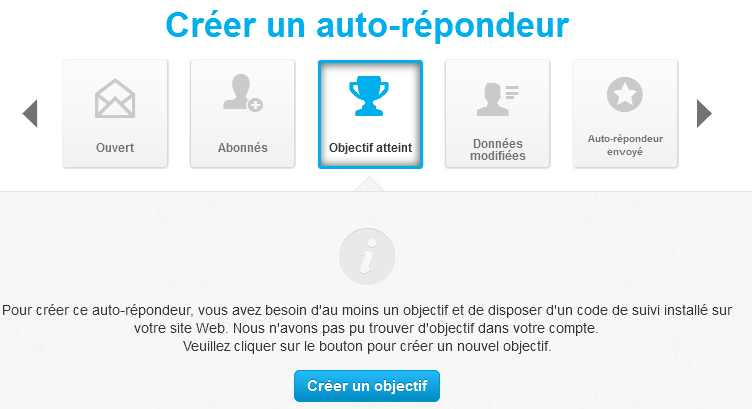 Créer un auto-répondeur
Ouvert
Abonnés
Objectif atteint
Données
modifiées
Auto-répondeur
envoyé
Pour créer ce auto-répondeur, vous avez besoin d'au moins un objectif et de disposer d'un code de suivi installé sur
votre site Web. Nous n'avons pas pu trouver d'objectif dans votre compte.
Veuillez cliquer sur le bouton pour créer un nouvel objectif.
Créer un objectif